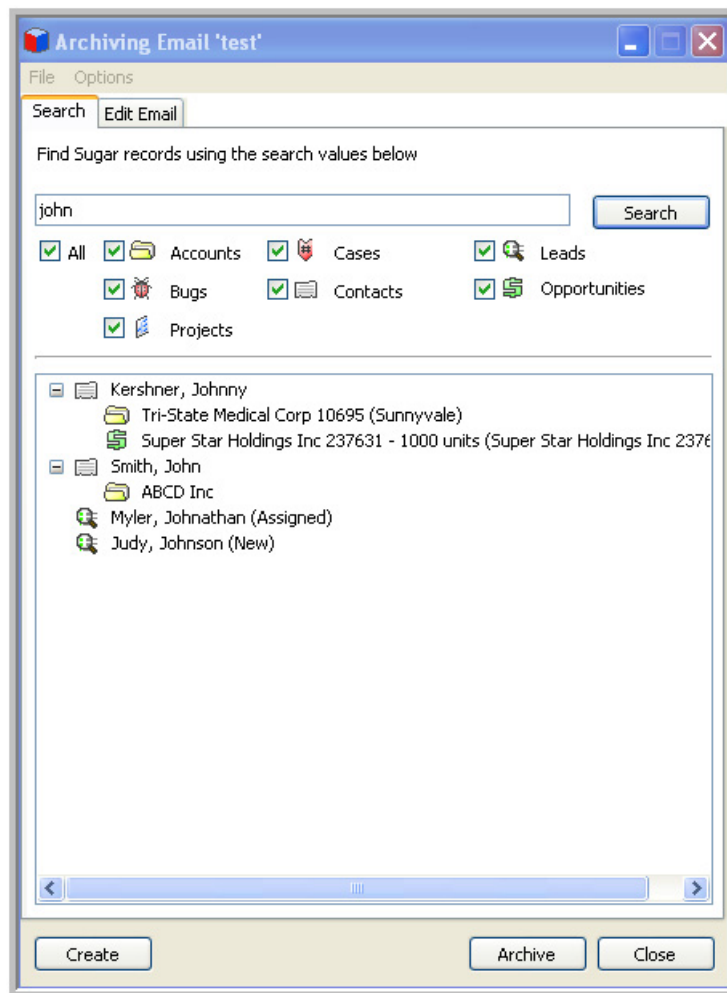 Archiving Email 'test'
File Options
Search Edit Email
Find Sugar records using the search values below
john Search
All Accounts Cases Leads
Bugs Contacts Opportunities
Projects
Kershner, Johnny
Tri-State Medical Corp 10695 (Sunnyvale)
Super Star Holdings Inc 237631 - 1000 units (Super Star Holdings Inc 2376
Smith, John
ABCD Inc
Myler, Johnathan (Assigned)
Judy, Johnson (New)
Create Archive Close